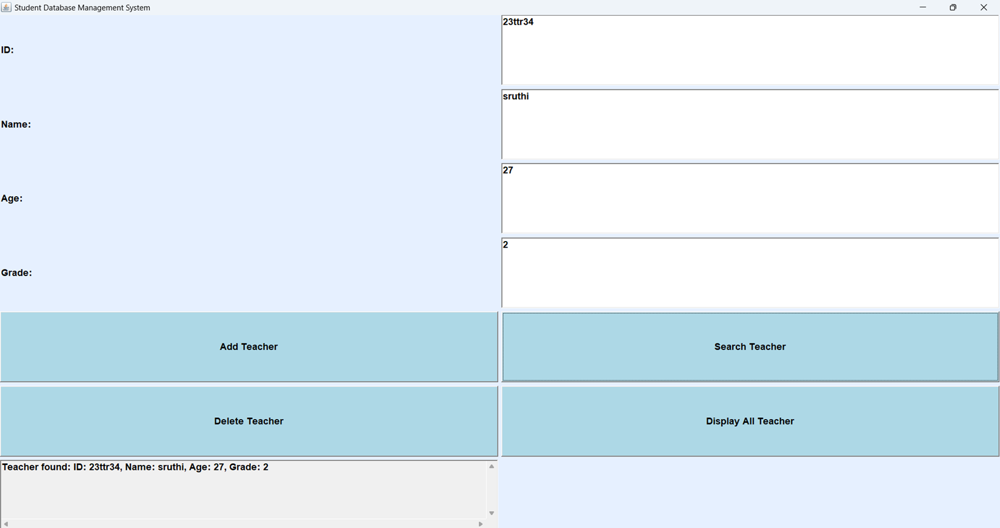 Student Database Management System
ID:
23ttr34
Name:
sruthi
Age:
27
Grade:
2
Add Teacher
Search Teacher
Delete Teacher
Display All Teacher
Teacher found: ID: 23ttr34, Name: sruthi, Age: 27, Grade: 2